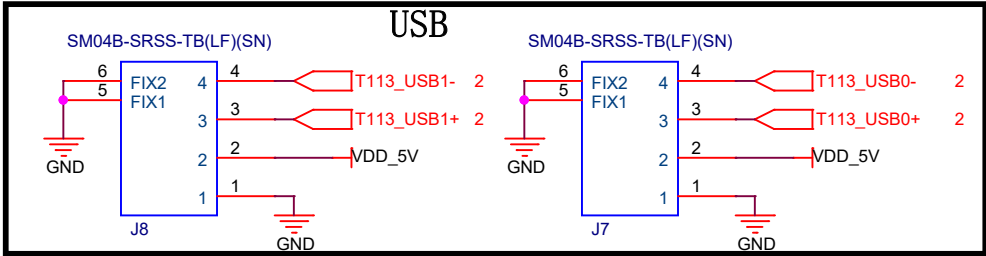 USB
SM04B-SRSS-TB(LF)(SN)
6 FIX2 4 4 T113_USB1- 2
5 FIX1
3 3 T113_USB1+ 2
GND
2 2 VDD_5V
1 1
J8
GND
SM04B-SRSS-TB(LF)(SN)
6 FIX2 4 4 T113_USB0- 2
5 FIX1
3 3 T113_USB0+ 2
GND
2 2 VDD_5V
1 1
J7
GND